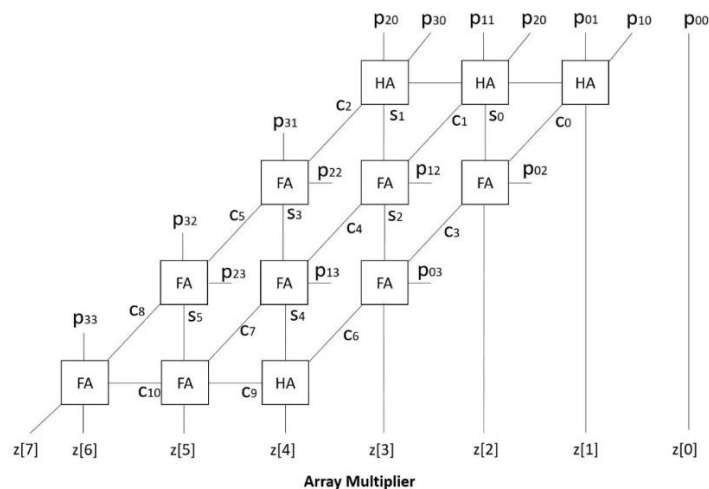 p20 p30 p11 p20 p01 p10 p00
HA HA HA
c2 s1 c1 s0 c0
p31
FA p22 FA p12 FA p02
c5 s3 c4 s2 c3
p32
FA p23 FA p13 FA p03
c8 s5 c7 s4 c6
p33
FA c10 FA c9 HA
z[7] z[6] z[5] z[4] z[3] z[2] z[1] z[0]
Array Multiplier